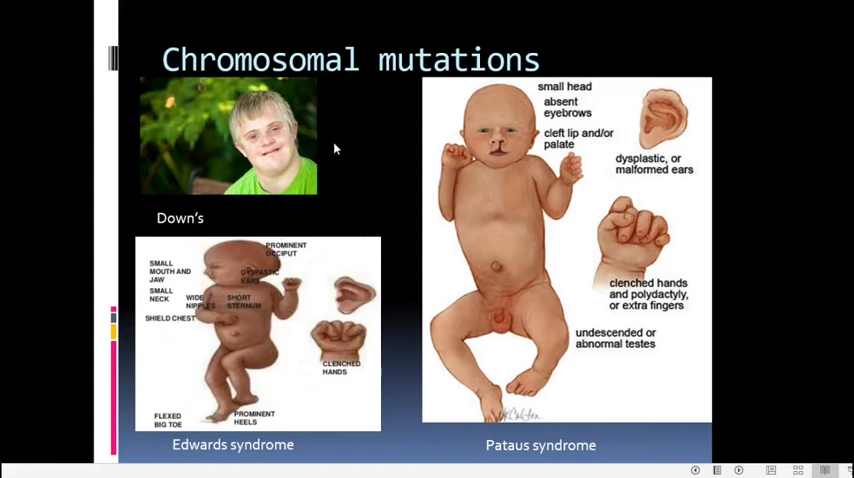 Chromosomal mutations
Down's
SMALL
MOUTH AND
JAW
SMALL
NECK
WIDE
NIPPLES
SHIELD CHEST
PROMINENT
OCCIPUT
DYSPASTIC
EARS
SHORT
STERNUM
CLENCHED
HANDS
FLEXED
BIG TOE
PROMINENT
HEELS
Edwards syndrome
small head
absent
eyebrows
cleft lip and/or
palate
dysplastic, or
malformed ears
clenched hands
and polydactyly,
or extra fingers
undescended or
abnormal testes
Pataus syndrome